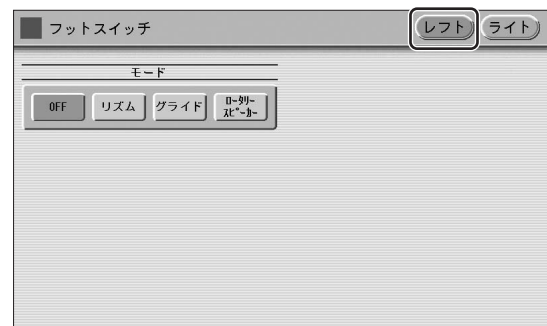 フットスイッチ
レフト
ライト
モード
OFF
リズム
グライド
ロータリー
スピーカー